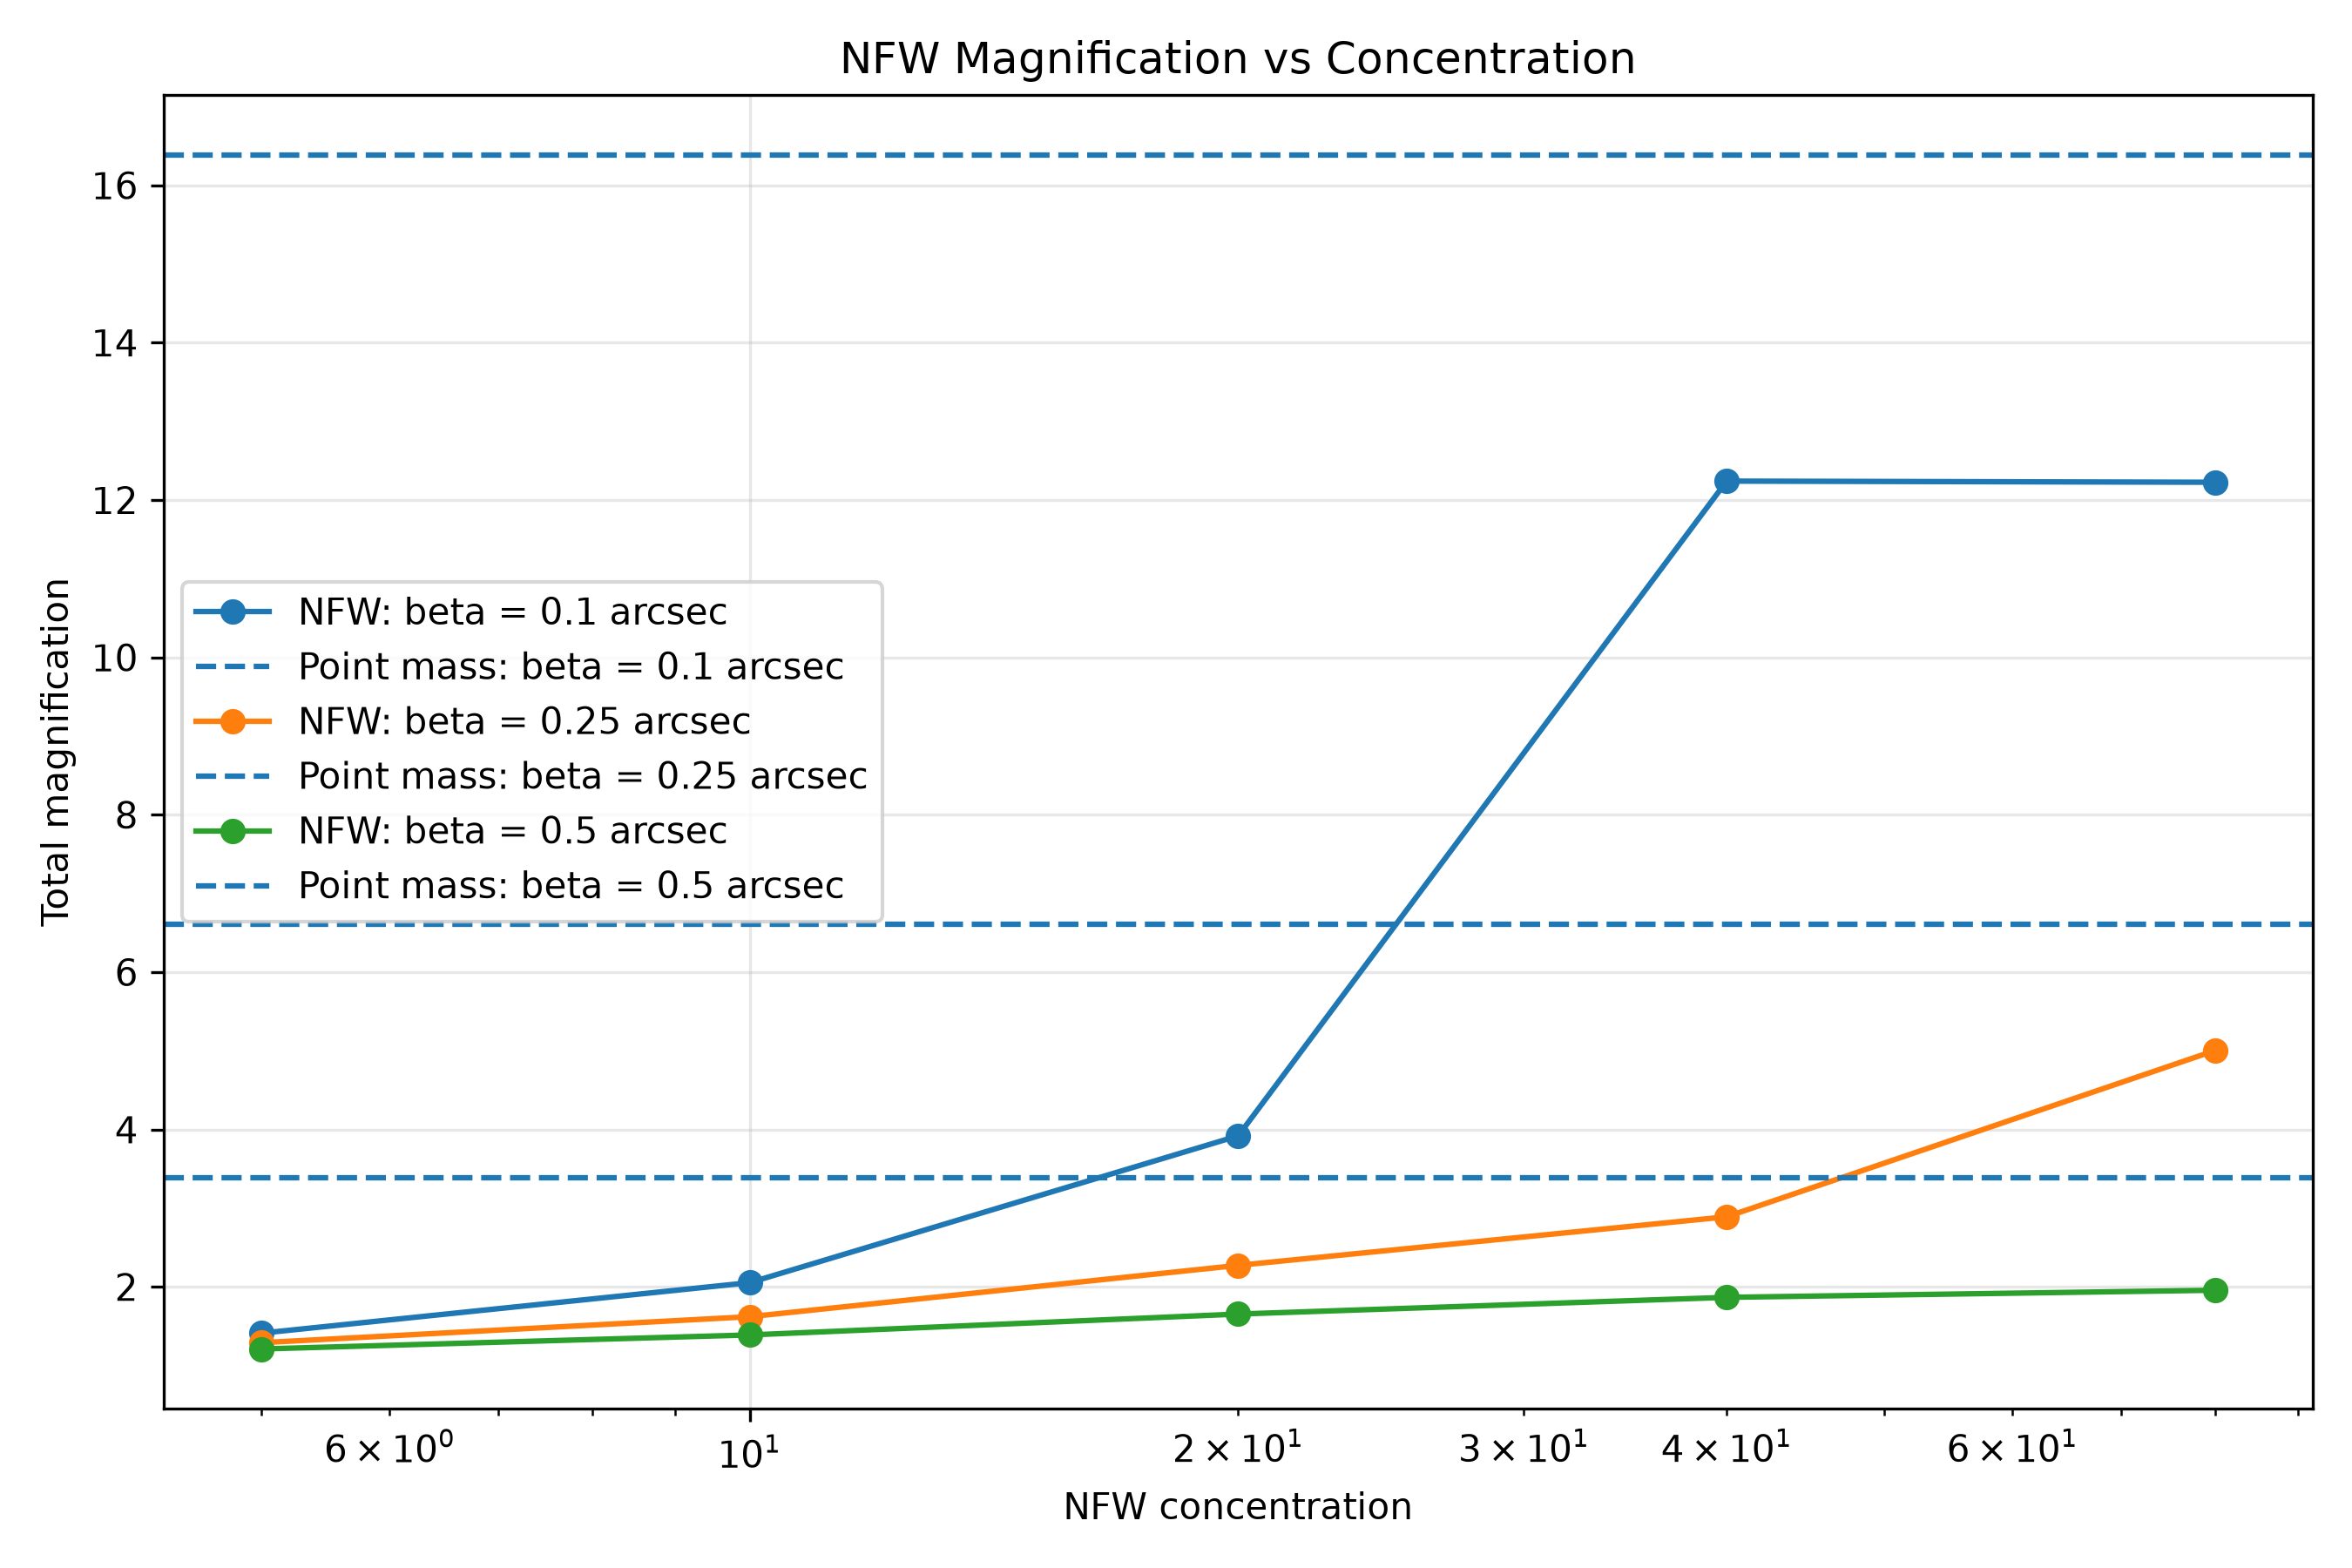 NFW Magnification vs Concentration
Total magnification
16
14
12
10
8
6
4
2
NFW: beta = 0.1 arcsec
Point mass: beta = 0.1 arcsec
NFW: beta = 0.25 arcsec
Point mass: beta = 0.25 arcsec
NFW: beta = 0.5 arcsec
Point mass: beta = 0.5 arcsec
6 × 10⁰ 10¹ 2 × 10¹ 3 × 10¹ 4 × 10¹ 6 × 10¹
NFW concentration